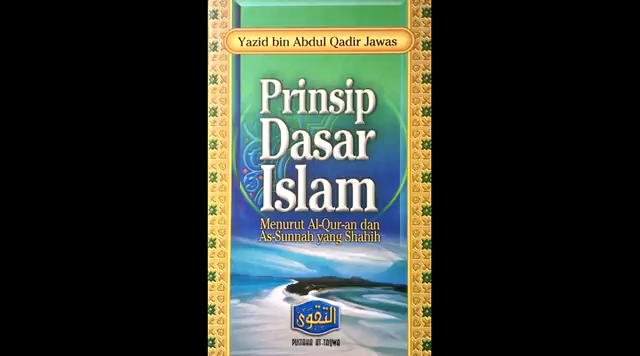 Yazid bin Abdul Qadir Jawas
Prinsip
Dasar
Islam
Menurut Al-Qur-an dan
As-Sunnah yang Shahih
التقوى
PUSTAKA AT-TAQWA